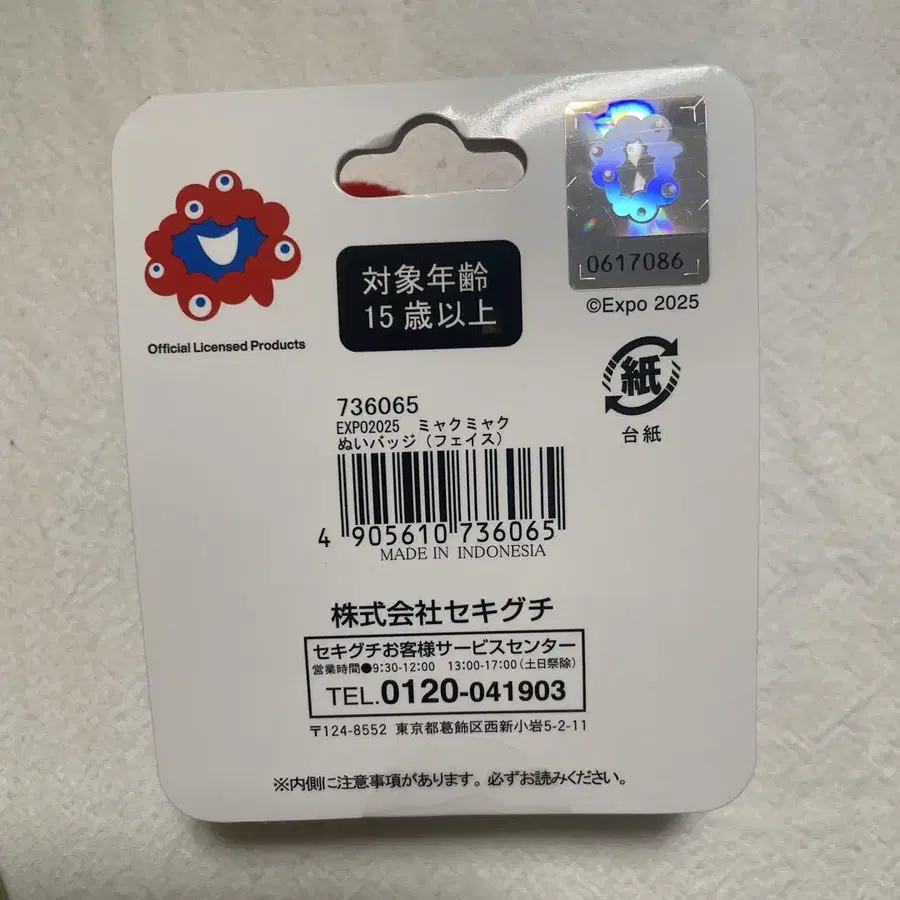 Official Licensed Products
対象年齢
15歳以上
0617086
©Expo 2025
紙
台紙
736065
EXPO2025 ミャクミャク
ぬいバッジ（フェイス）
4 905610 736065
MADE IN INDONESIA
株式会社セキグチ
セキグチお客様サービスセンター
営業時間●9:30-12:00 13:00-17:00（土日祭除）
TEL.0120-041903
〒124-8552 東京都葛飾区西新小岩5-2-11
※内側に注意事項があります。必ずお読みください。